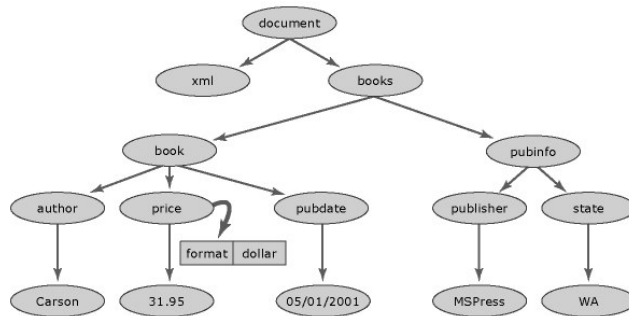 document
xml
books
book
pubinfo
author
price
pubdate
publisher
state
format dollar
Carson
31.95
05/01/2001
MSPress
WA